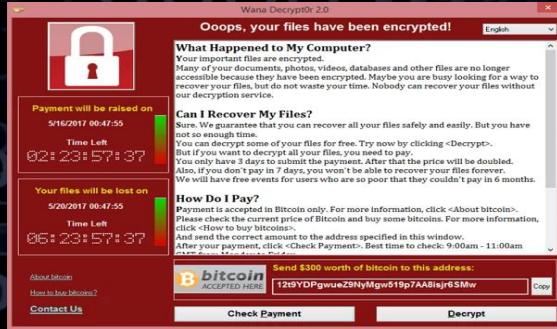 Wana Decrypt0r 2.0
Ooops, your files have been encrypted!
English
Payment will be raised on
5/16/2017 00:47:55
Time Left
02:23:57:37
Your files will be lost on
5/20/2017 00:47:55
Time Left
06:23:57:37
About bitcoin
How to buy bitcoins?
Contact Us
What Happened to My Computer?
Your important files are encrypted.
Many of your documents, photos, videos, databases and other files are no longer
accessible because they have been encrypted. Maybe you are busy looking for a way to
recover your files, but do not waste your time. Nobody can recover your files without
our decryption service.
Can I Recover My Files?
Sure. We guarantee that you can recover all your files safely and easily. But you have
not so enough time.
You can decrypt some of your files for free. Try now by clicking <Decrypt>.
But if you want to decrypt all your files, you need to pay.
You only have 3 days to submit the payment. After that the price will be doubled.
Also, if you don't pay in 7 days, you won't be able to recover your files forever.
We will have free events for users who are so poor that they couldn't pay in 6 months.
How Do I Pay?
Payment is accepted in Bitcoin only. For more information, click <About bitcoin>.
Please check the current price of Bitcoin and buy some bitcoins. For more information,
click <How to buy bitcoins>.
And send the correct amount to the address specified in this window.
After your payment, click <Check Payment>. Best time to check: 9:00am - 11:00am
GMT from Monday to Friday.
bitcoin
ACCEPTED HERE
Send $300 worth of bitcoin to this address:
12t9YDPgwueZ9NyMgw519p7AA8isjr6SMw
Copy
Check Payment
Decrypt